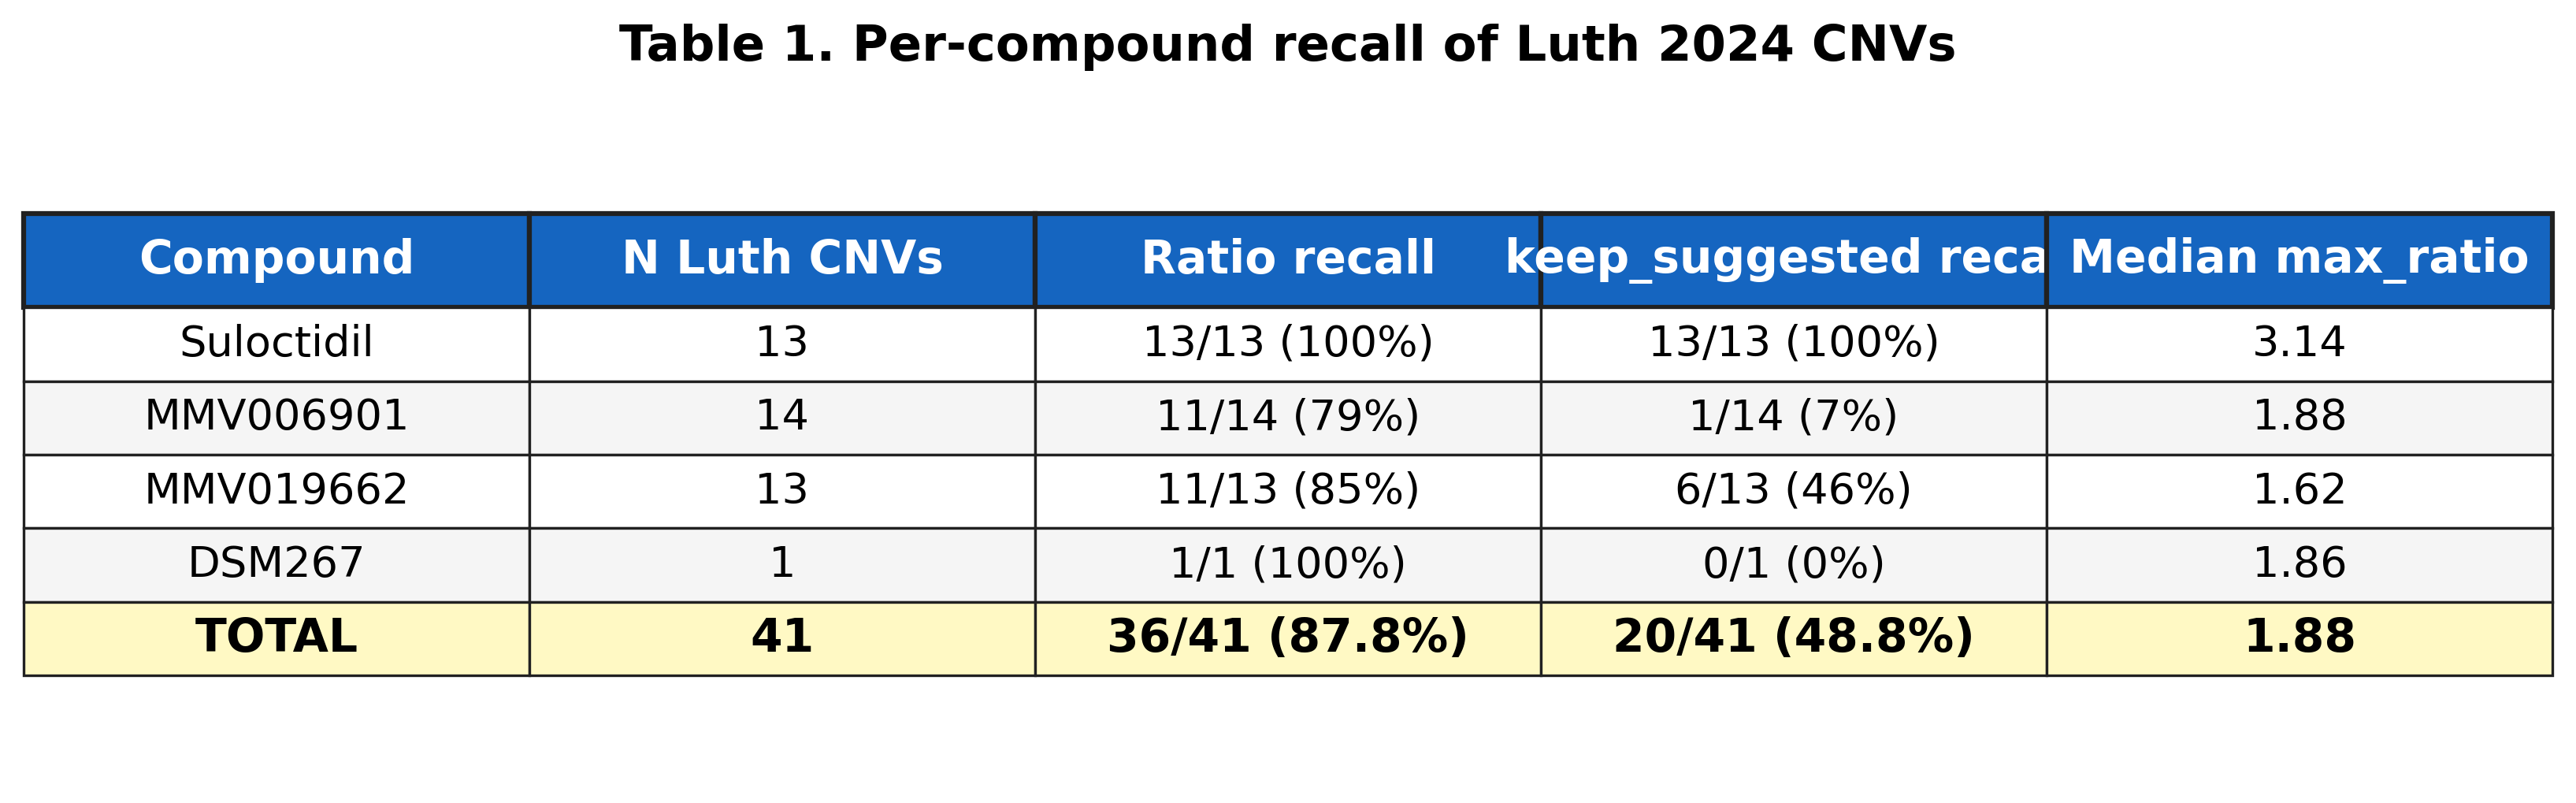 Table 1. Per-compound recall of Luth 2024 CNVs
Compound N Luth CNVs Ratio recall keep_suggested reca Median max_ratio
Suloctidil 13 13/13 (100%) 13/13 (100%) 3.14
MMV006901 14 11/14 (79%) 1/14 (7%) 1.88
MMV019662 13 11/13 (85%) 6/13 (46%) 1.62
DSM267 1 1/1 (100%) 0/1 (0%) 1.86
TOTAL 41 36/41 (87.8%) 20/41 (48.8%) 1.88